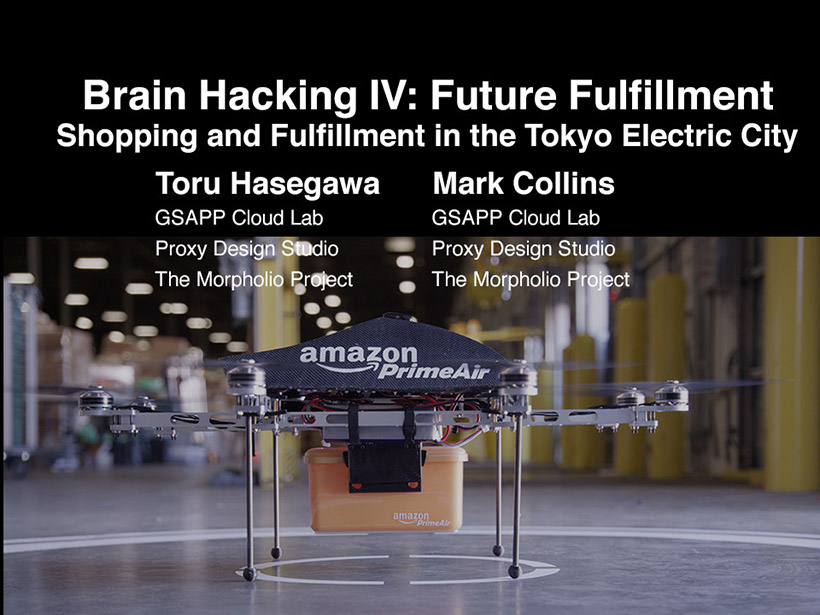 Brain Hacking IV: Future Fulfillment
Shopping and Fulfillment in the Tokyo Electric City
Toru Hasegawa
GSAPP Cloud Lab
Proxy Design Studio
The Morpholio Project
Mark Collins
GSAPP Cloud Lab
Proxy Design Studio
The Morpholio Project
amazon
PrimeAir
amazon
PrimeAir